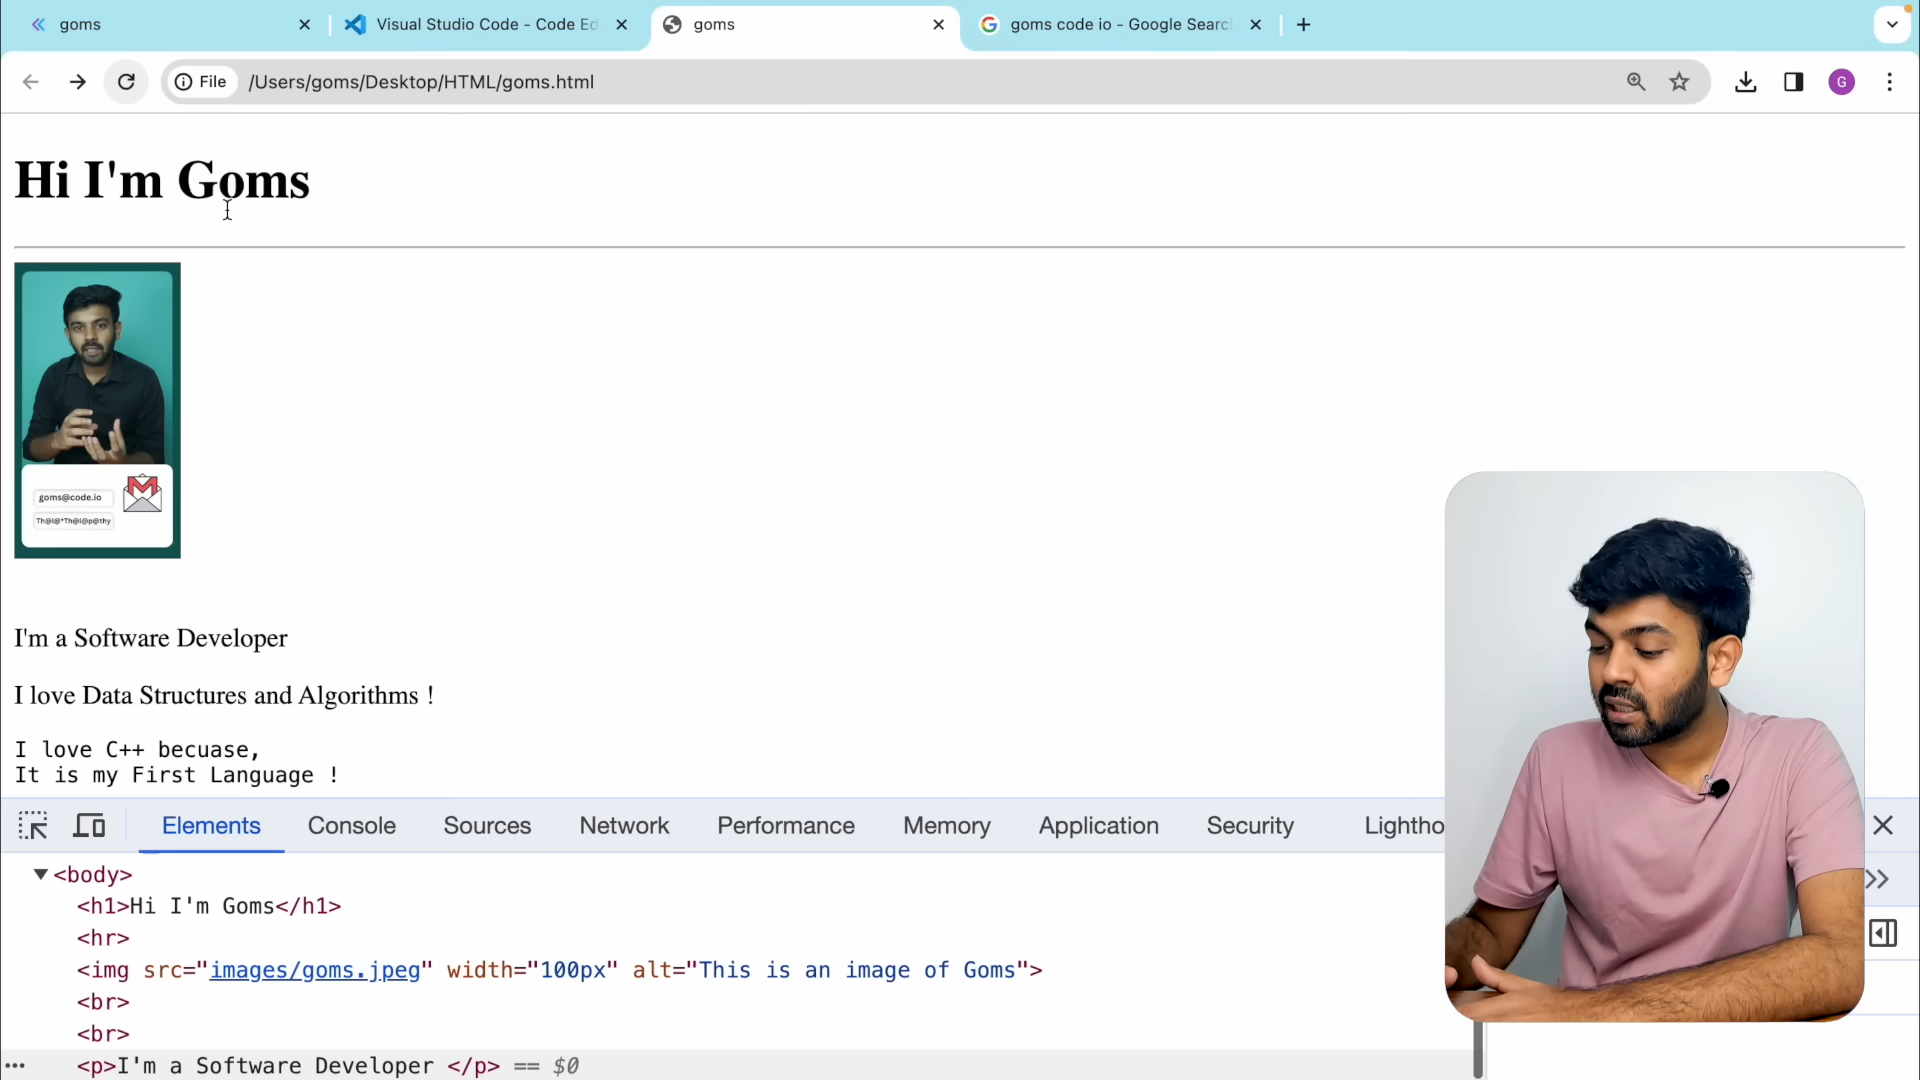 goms
Visual Studio Code - Code Ed
goms
goms code io - Google Searc
File
/Users/goms/Desktop/HTML/goms.html
G
Hi I'm Goms
goms@code.io
Th@l@*Th@l@p@thy
I'm a Software Developer
I love Data Structures and Algorithms !
I love C++ becuase,
It is my First Language !
Elements Console Sources Network Performance Memory Application Security Lightho
<body>
<h1>Hi I'm Goms</h1>
<hr>
<img src="images/goms.jpeg" width="100px" alt="This is an image of Goms">
<br>
<br>
<p>I'm a Software Developer </p> == $0